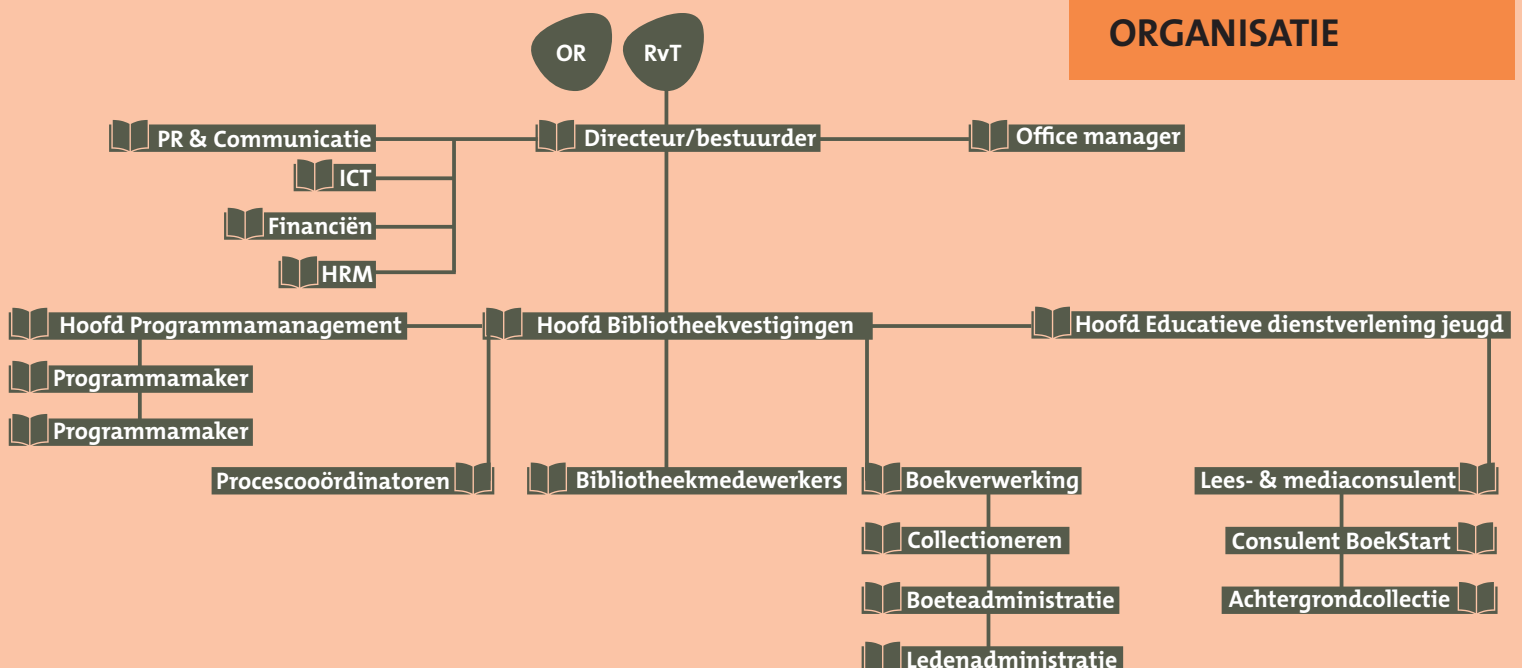 ORGANISATIE
OR
RvT
PR & Communicatie
Directeur/bestuurder
Office manager
ICT
Financiën
HRM
Hoofd Programmamanagement
Hoofd Bibliotheekvestigingen
Hoofd Educatieve dienstverlening jeugd
Programmamaker
Programmamaker
Procescooördinatoren
Bibliotheekmedewerkers
Boekverwerking
Lees- & mediaconsulent
Collectioneren
Consulent BoekStart
Boeteadministratie
Achtergrondcollectie
Ledenadministratie